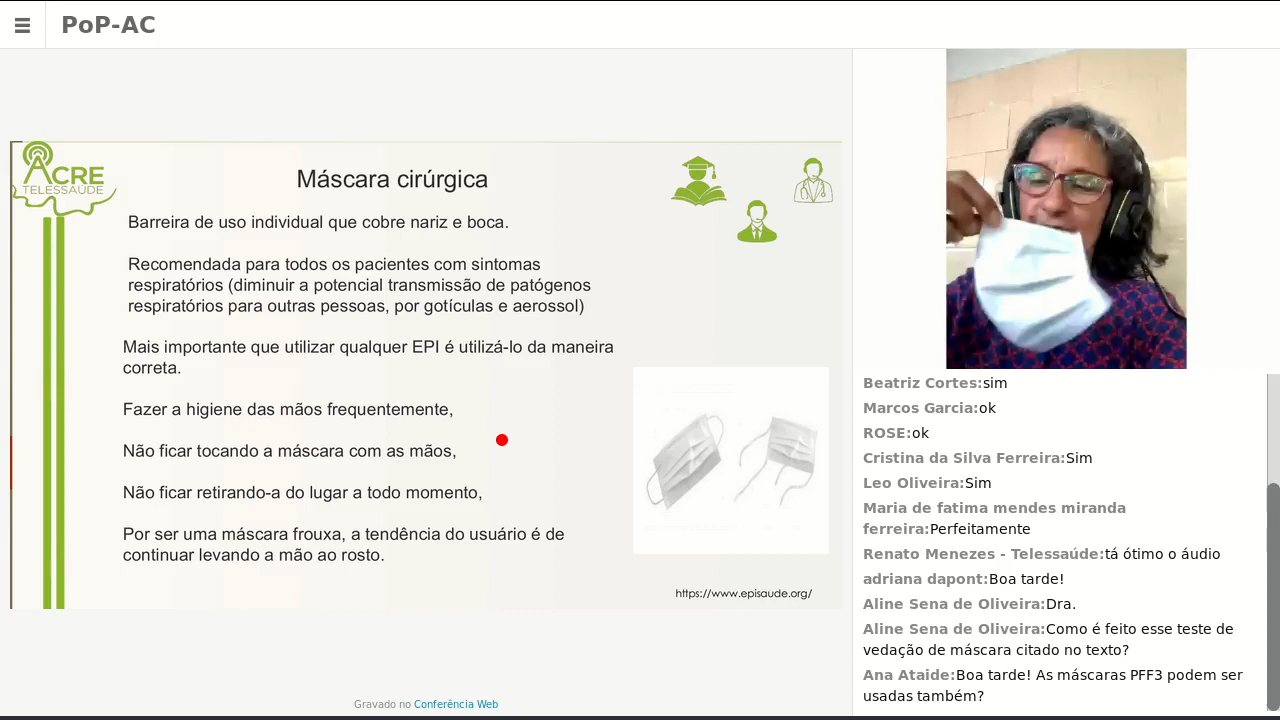 PoP-AC
ACRE
TELESSAÚDE
Máscara cirúrgica
Barreira de uso individual que cobre nariz e boca.
Recomendada para todos os pacientes com sintomas
respiratórios (diminuir a potencial transmissão de patógenos
respiratórios para outras pessoas, por gotículas e aerossol)
Mais importante que utilizar qualquer EPI é utilizá-lo da maneira
correta.
Fazer a higiene das mãos frequentemente,
Não ficar tocando a máscara com as mãos,
Não ficar retirando-a do lugar a todo momento,
Por ser uma máscara frouxa, a tendência do usuário é de
continuar levando a mão ao rosto.
https://www.episaude.org/
Gravado no Conferência Web
Beatriz Cortes:sim
Marcos Garcia:ok
ROSE:ok
Cristina da Silva Ferreira:Sim
Leo Oliveira:Sim
Maria de fatima mendes miranda
ferreira:Perfeitamente
Renato Menezes - Telessaúde:tá ótimo o áudio
adriana dapont:Boa tarde!
Aline Sena de Oliveira:Dra.
Aline Sena de Oliveira:Como é feito esse teste de
vedação de máscara citado no texto?
Ana Ataide:Boa tarde! As máscaras PFF3 podem ser
usadas também?